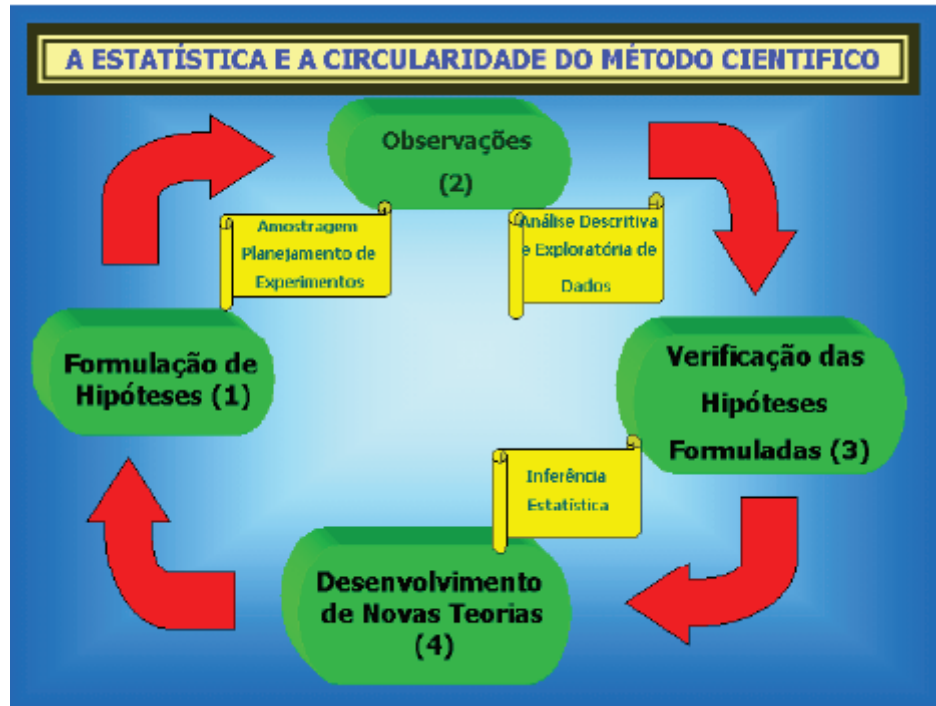 A ESTATÍSTICA E A CIRCULARIDADE DO MÉTODO CIENTIFICO
Observações
(2)
Amostragem
Planejamento de
Experimentos
Análise Descritiva
e Exploratória de
Dados
Formulação de
Hipóteses (1)
Verificação das
Hipóteses
Formuladas (3)
Inferência
Estatística
Desenvolvimento
de Novas Teorias
(4)